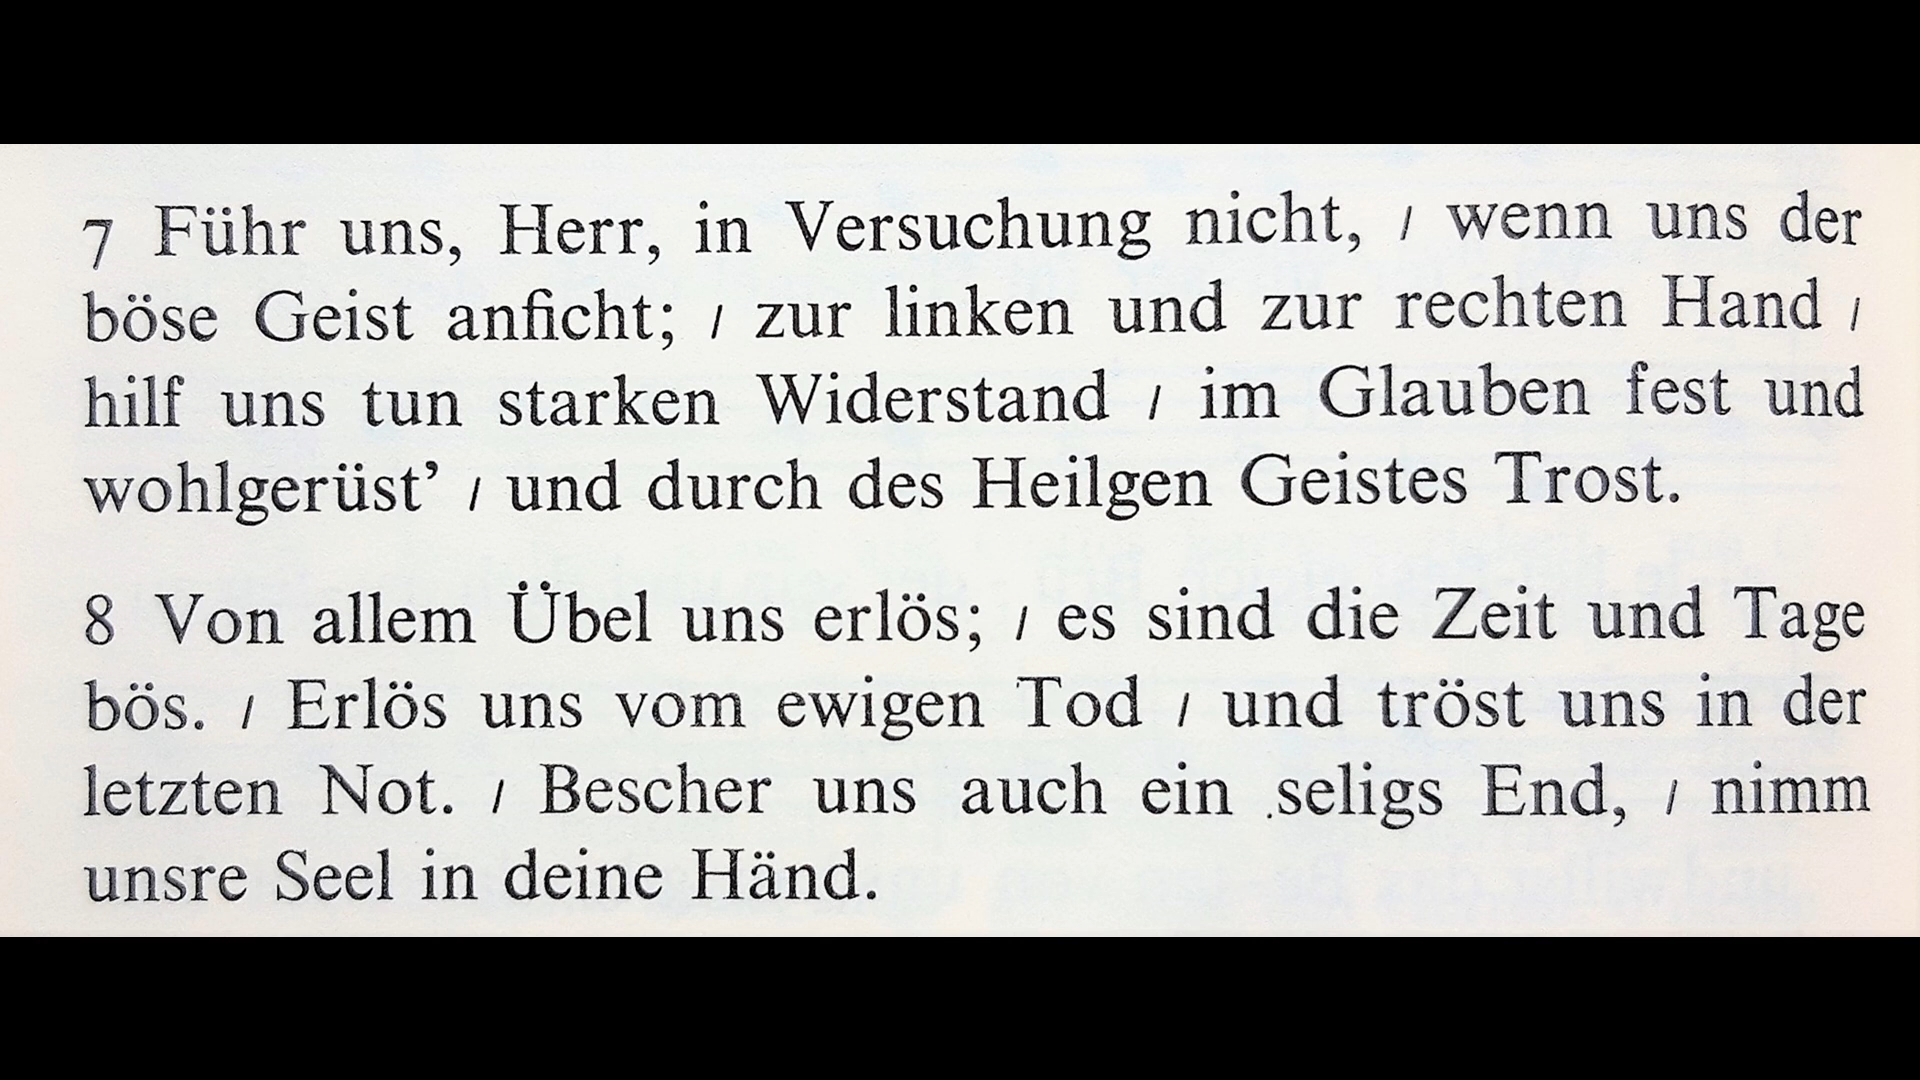 7 Führ uns, Herr, in Versuchung nicht, / wenn uns der
böse Geist anficht; / zur linken und zur rechten Hand /
hilf uns tun starken Widerstand / im Glauben fest und
wohlgerüst’ / und durch des Heilgen Geistes Trost.
8 Von allem Übel uns erlös; / es sind die Zeit und Tage
bös. / Erlös uns vom ewigen Tod / und tröst uns in der
letzten Not. / Bescher uns auch ein seligs End, / nimm
unsre Seel in deine Händ.